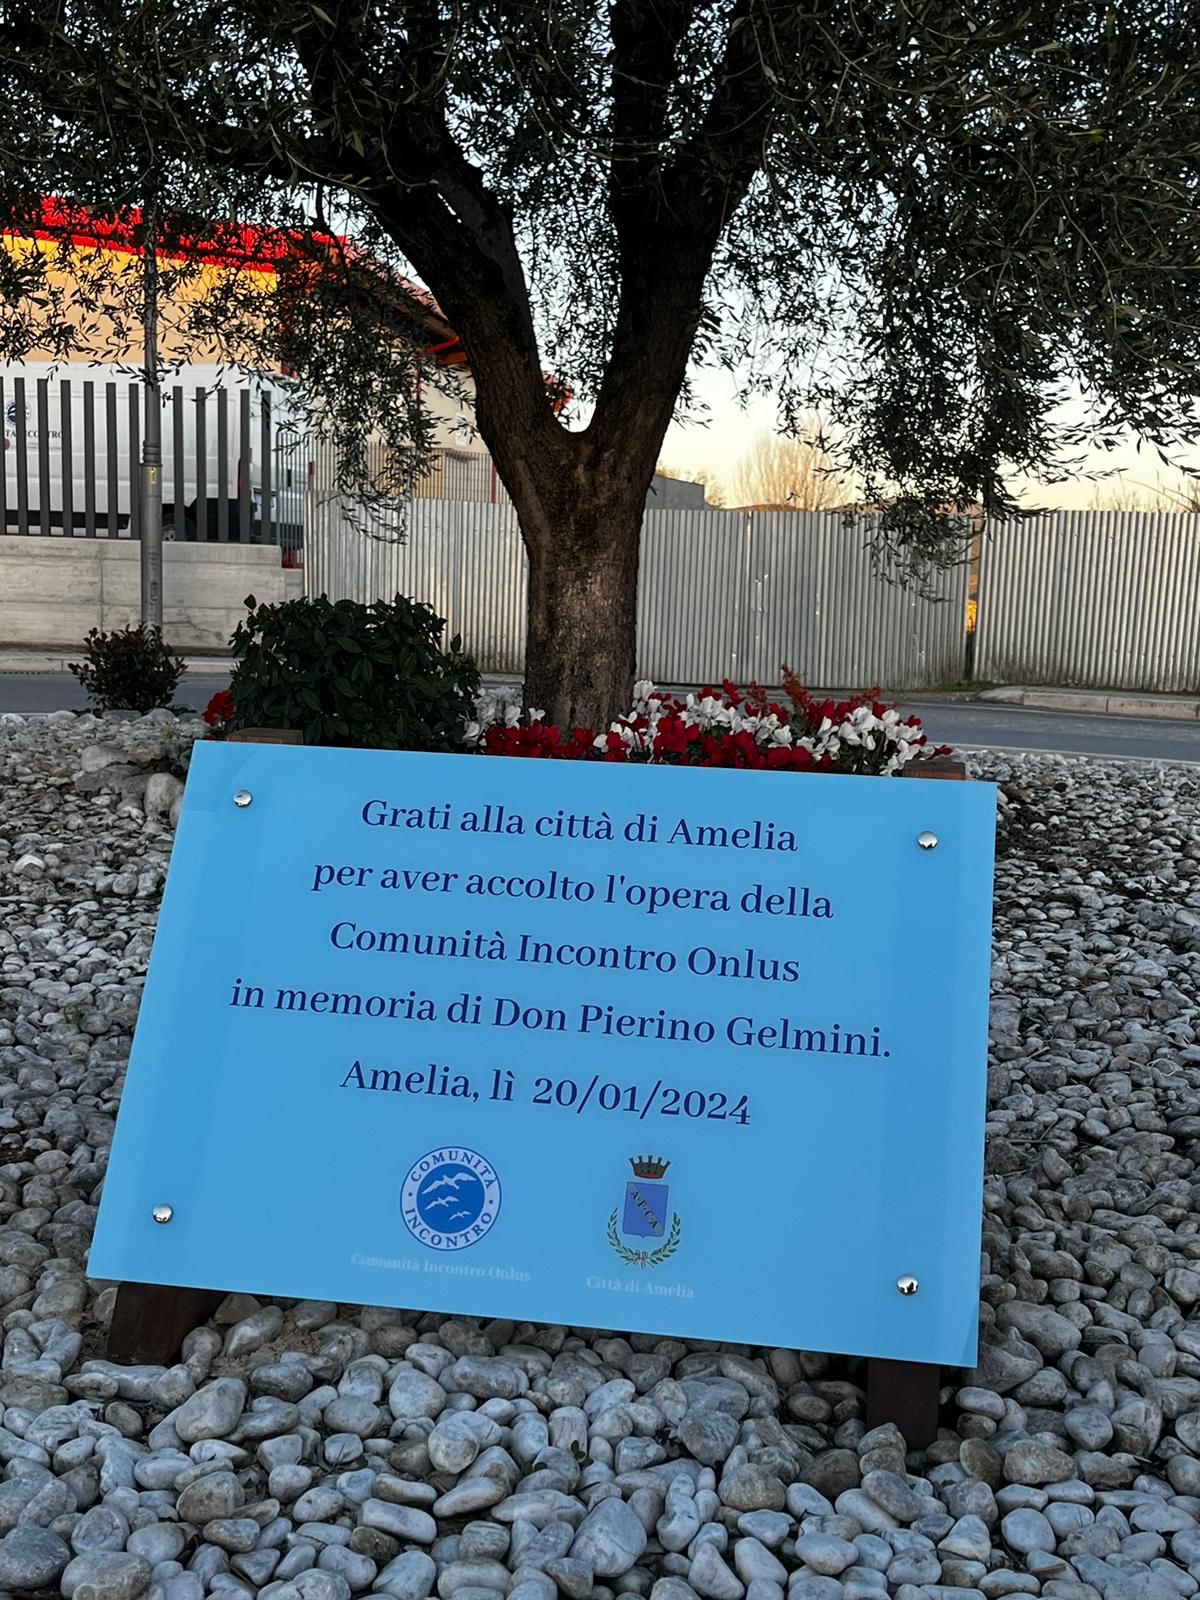 Grati alla città di Amelia
per aver accolto l'opera della
Comunità Incontro Onlus
in memoria di Don Pierino Gelmini.
Amelia, lì 20/01/2024
COMUNITÀ
INCONTRO
A.P.C.A
Comunità Incontro Onlus
Città di Amelia